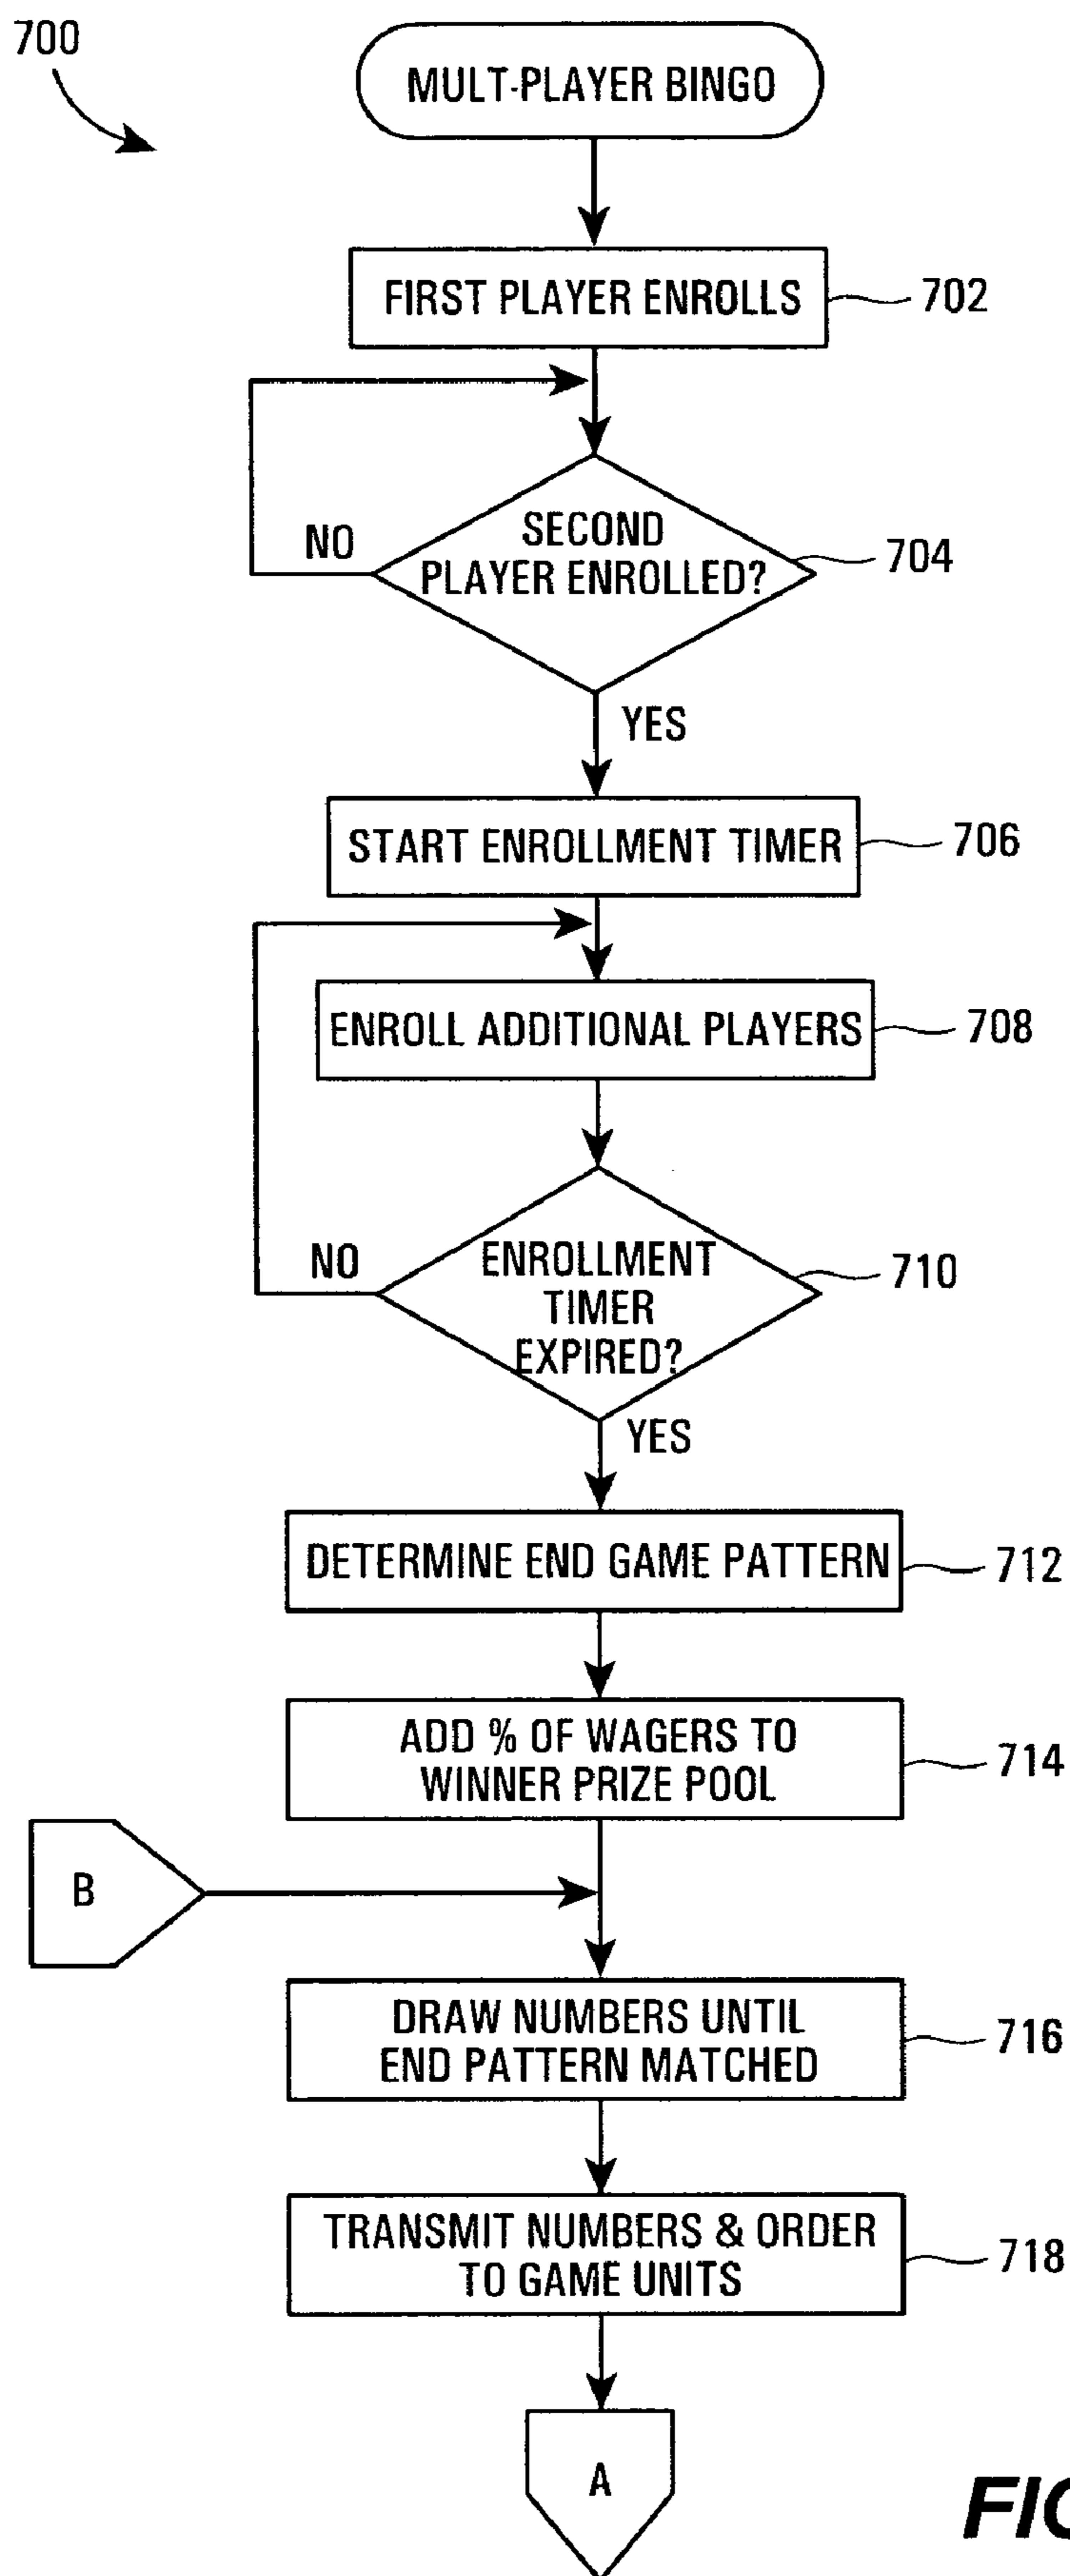 700
MULT-PLAYER BINGO
FIRST PLAYER ENROLLS
702
NO
SECOND
PLAYER ENROLLED?
704
YES
START ENROLLMENT TIMER
706
ENROLL ADDITIONAL PLAYERS
708
NO
ENROLLMENT
TIMER
EXPIRED?
710
YES
DETERMINE END GAME PATTERN
712
ADD % OF WAGERS TO
WINNER PRIZE POOL
714
B
DRAW NUMBERS UNTIL
END PATTERN MATCHED
716
TRANSMIT NUMBERS & ORDER
TO GAME UNITS
718
A